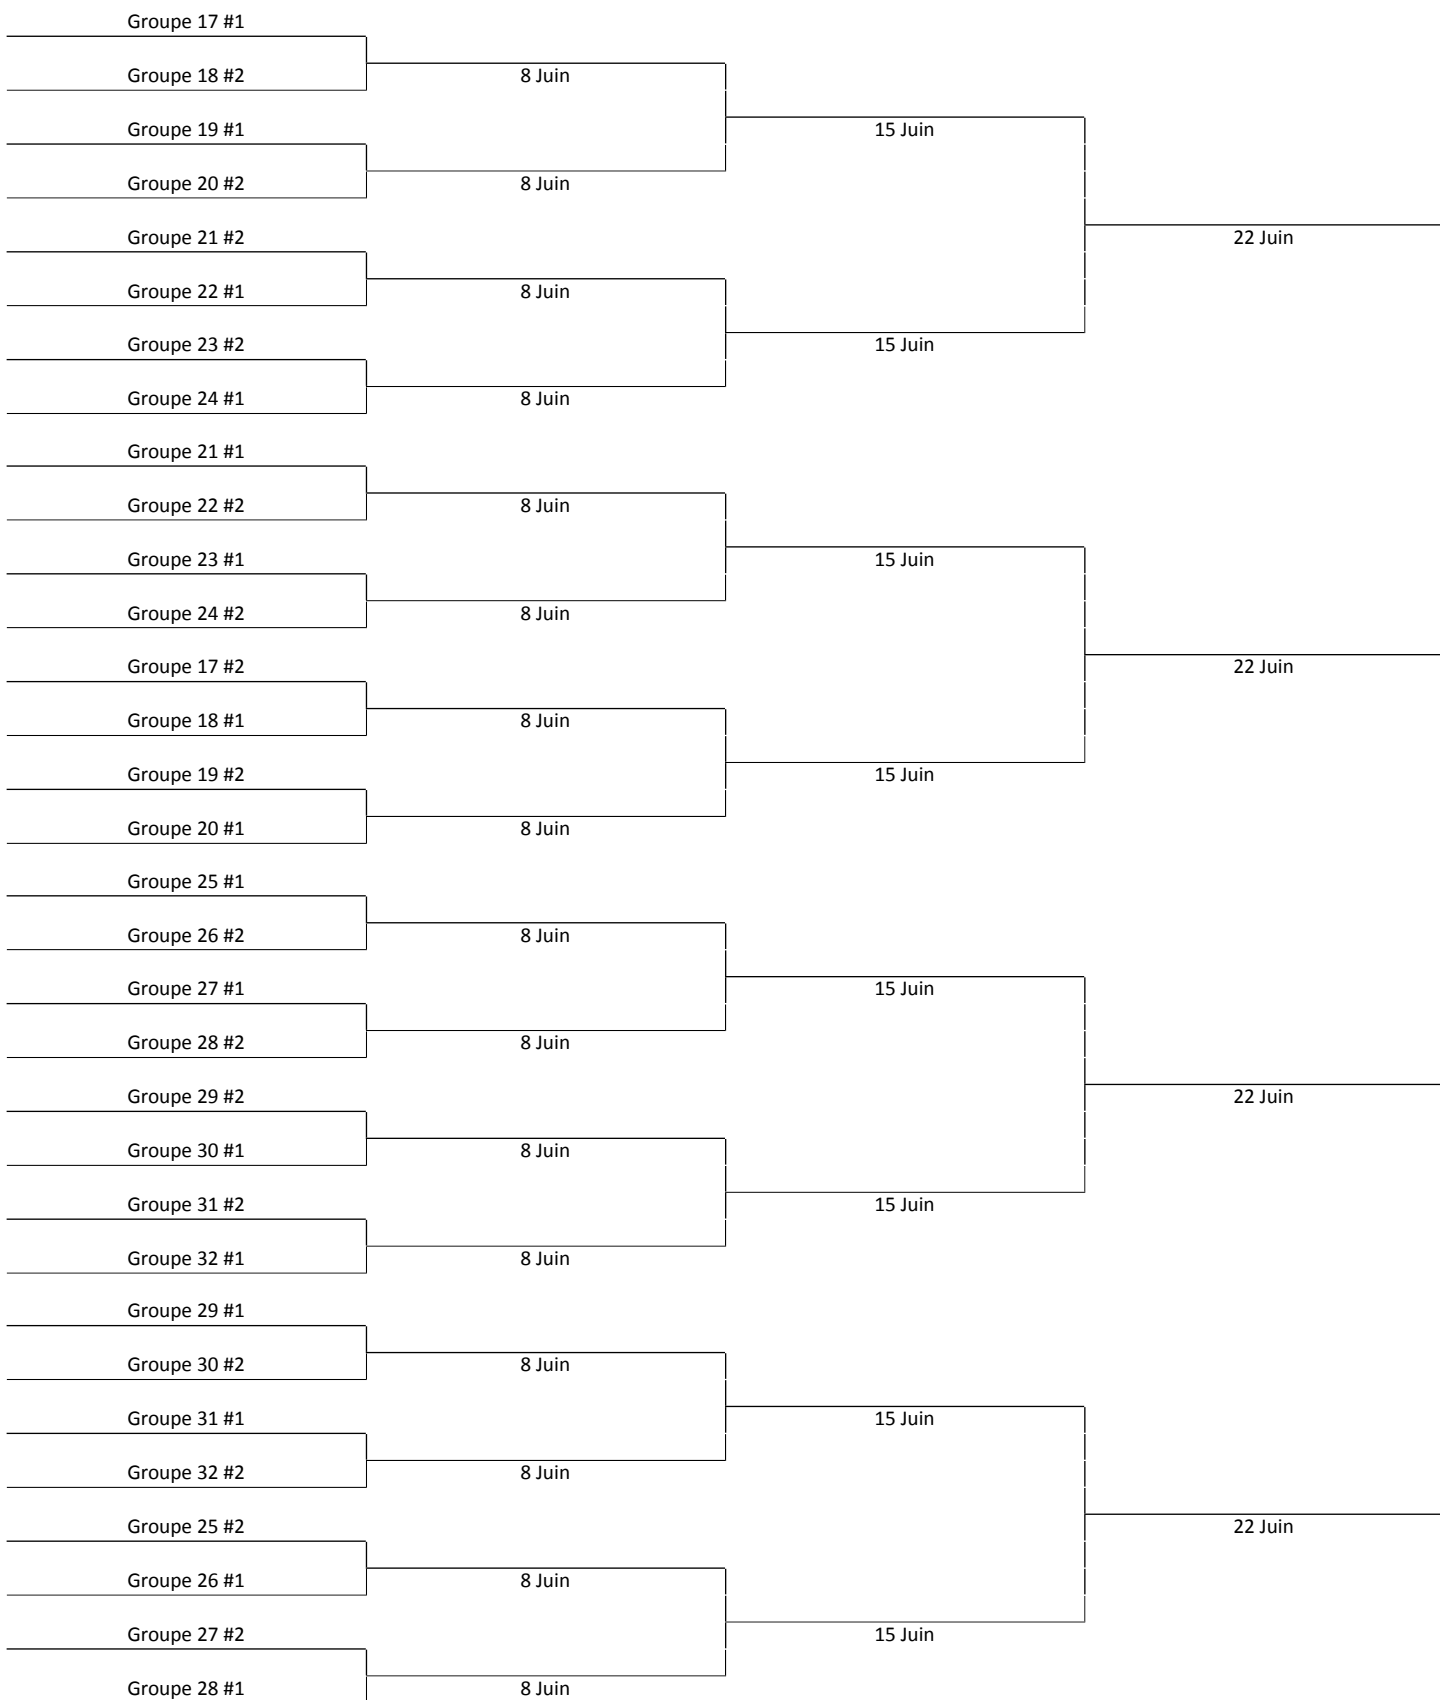 Groupe 17 #1
Groupe 18 #2
8 Juin
Groupe 19 #1
15 Juin
Groupe 20 #2
8 Juin
Groupe 21 #2
22 Juin
Groupe 22 #1
8 Juin
Groupe 23 #2
15 Juin
Groupe 24 #1
8 Juin
Groupe 21 #1
Groupe 22 #2
8 Juin
Groupe 23 #1
15 Juin
Groupe 24 #2
8 Juin
Groupe 17 #2
22 Juin
Groupe 18 #1
8 Juin
Groupe 19 #2
15 Juin
Groupe 20 #1
8 Juin
Groupe 25 #1
Groupe 26 #2
8 Juin
Groupe 27 #1
15 Juin
Groupe 28 #2
8 Juin
Groupe 29 #2
22 Juin
Groupe 30 #1
8 Juin
Groupe 31 #2
15 Juin
Groupe 32 #1
8 Juin
Groupe 29 #1
Groupe 30 #2
8 Juin
Groupe 31 #1
15 Juin
Groupe 32 #2
8 Juin
Groupe 25 #2
22 Juin
Groupe 26 #1
8 Juin
Groupe 27 #2
15 Juin
Groupe 28 #1
8 Juin